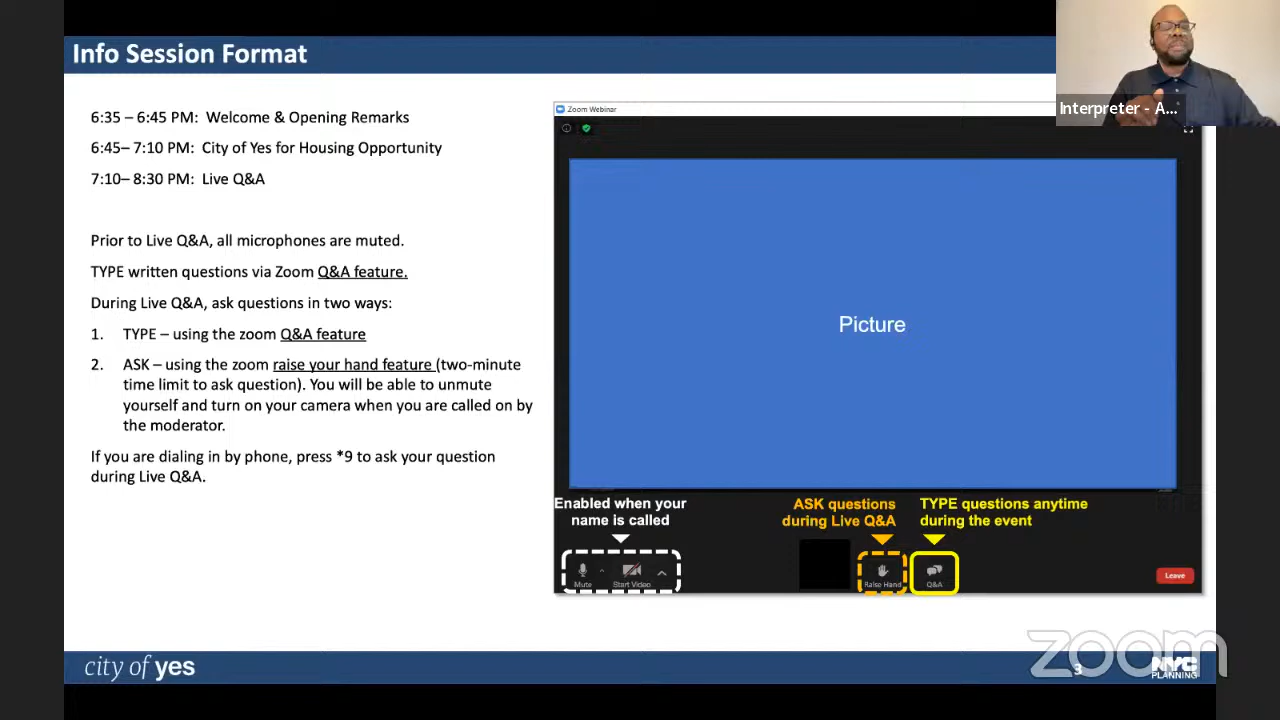 Info Session Format
Interpreter - A...
6:35 – 6:45 PM:  Welcome & Opening Remarks
6:45– 7:10 PM:  City of Yes for Housing Opportunity
7:10– 8:30 PM:  Live Q&A
Prior to Live Q&A, all microphones are muted.
TYPE written questions via Zoom Q&A feature.
During Live Q&A, ask questions in two ways:
1. TYPE – using the zoom Q&A feature
2. ASK – using the zoom raise your hand feature (two-minute
time limit to ask question). You will be able to unmute
yourself and turn on your camera when you are called on by
the moderator.
If you are dialing in by phone, press *9 to ask your question
during Live Q&A.
Zoom Webinar
Picture
Enabled when your
name is called
ASK questions
during Live Q&A
TYPE questions anytime
during the event
Mute
Start Video
Raise Hand
Q&A
Leave
city of yes
zoom
3
NYC
PLANNING